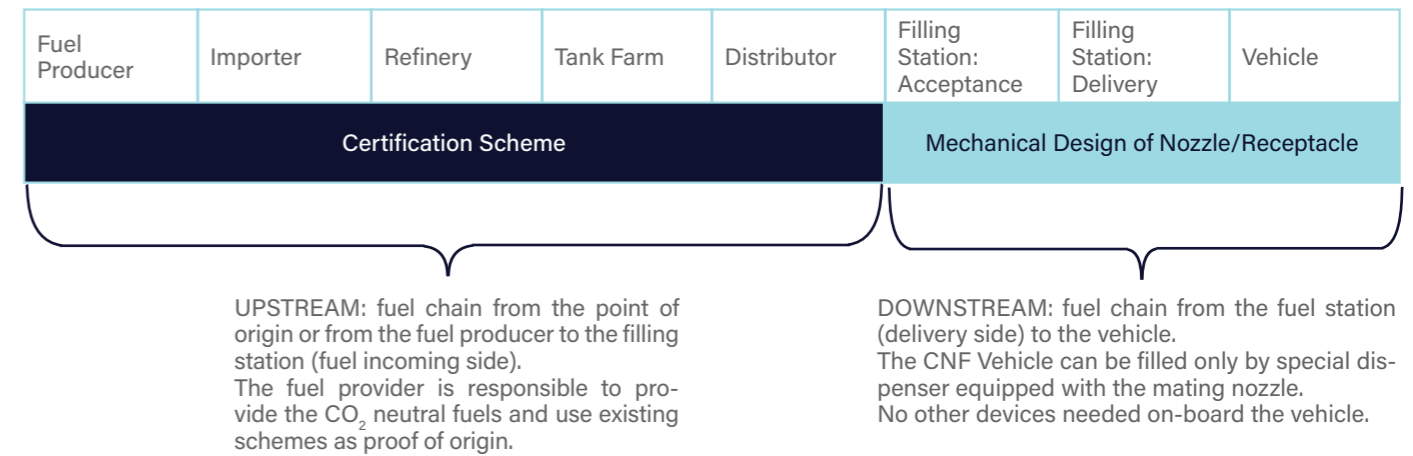 Fuel
Producer
Importer
Refinery
Tank Farm
Distributor
Filling
Station:
Acceptance
Filling
Station:
Delivery
Vehicle
Certification Scheme
Mechanical Design of Nozzle/Receptacle
UPSTREAM: fuel chain from the point of
origin or from the fuel producer to the filling
station (fuel incoming side).
The fuel provider is responsible to pro-
vide the CO₂ neutral fuels and use existing
schemes as proof of origin.
DOWNSTREAM: fuel chain from the fuel station
(delivery side) to the vehicle.
The CNF Vehicle can be filled only by special dis-
penser equipped with the mating nozzle.
No other devices needed on-board the vehicle.